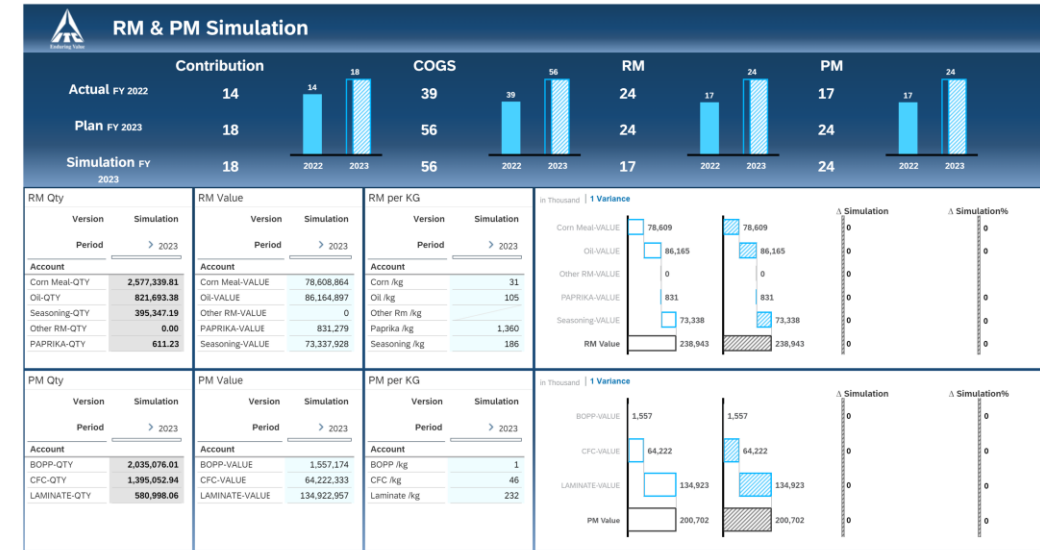 RM & PM Simulation
Enduring Value
Contribution COGS RM PM
Actual FY 2022 14 39 24 17
Plan FY 2023 18 56 24 24
Simulation FY 2023 18 56 17 24
14 18 39 56 17 24 17 24
2022 2023 2022 2023 2022 2023 2022 2023
RM Qty
Version Simulation
Period > 2023
Account
Corn Meal-QTY 2,577,339.81
Oil-QTY 821,693.38
Seasoning-QTY 395,347.19
Other RM-QTY 0.00
PAPRIKA-QTY 611.23
RM Value
Version Simulation
Period > 2023
Account
Corn Meal-VALUE 78,608,864
Oil-VALUE 86,164,897
Other RM-VALUE 0
PAPRIKA-VALUE 831,279
Seasoning-VALUE 73,337,928
RM per KG
Version Simulation
Period > 2023
Account
Corn /kg 31
Oil /kg 105
Other Rm /kg
Paprika /kg 1,360
Seasoning /kg 186
in Thousand | 1 Variance
Δ Simulation Δ Simulation%
Corn Meal-VALUE 78,609 78,609 0 0
Oil-VALUE 86,165 86,165 0 0
Other RM-VALUE 0 0
PAPRIKA-VALUE 831 831 0 0
Seasoning-VALUE 73,338 73,338 0 0
RM Value 238,943 238,943 0 0
PM Qty
Version Simulation
Period > 2023
Account
BOPP-QTY 2,035,076.01
CFC-QTY 1,395,052.94
LAMINATE-QTY 580,998.06
PM Value
Version Simulation
Period > 2023
Account
BOPP-VALUE 1,557,174
CFC-VALUE 64,222,333
LAMINATE-VALUE 134,922,957
PM per KG
Version Simulation
Period > 2023
Account
BOPP /kg 1
CFC /kg 46
Laminate /kg 232
in Thousand | 1 Variance
Δ Simulation Δ Simulation%
BOPP-VALUE 1,557 1,557 0 0
CFC-VALUE 64,222 64,222 0 0
LAMINATE-VALUE 134,923 134,923 0 0
PM Value 200,702 200,702 0 0